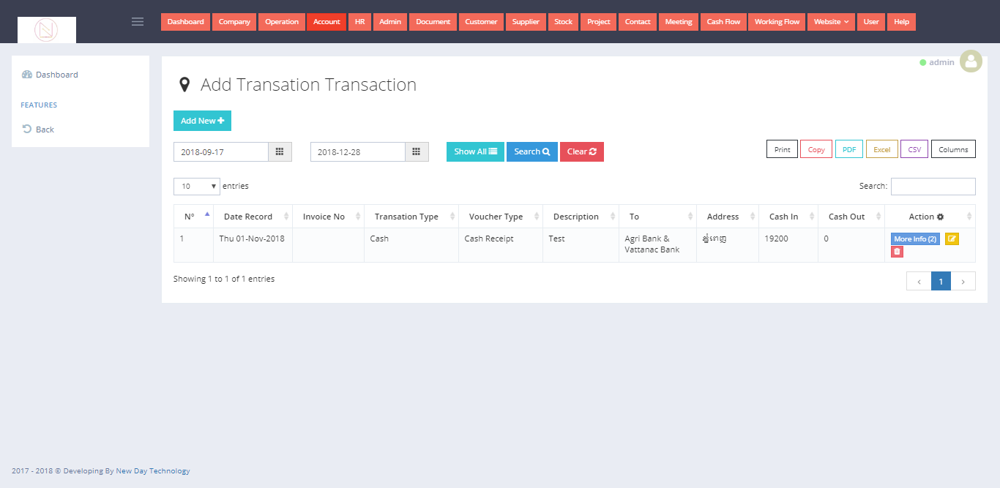 Dashboard Company Operation Account HR Admin Document Customer Supplier Stock Project Contact Meeting Cash Flow Working Flow Website User Help
admin
Dashboard
FEATURES
Back
Add Transation Transaction
Add New
2018-09-17 2018-12-28 Show All Search Clear Print Copy PDF Excel CSV Columns
10 entries Search:
N° Date Record Invoice No Transation Type Voucher Type Description To Address Cash In Cash Out Action
1 Thu 01-Nov-2018 Cash Cash Receipt Test Agri Bank & ភ្នំពេញ 19200 0 More Info (2)
Vattanac Bank
Showing 1 to 1 of 1 entries ‹ 1 ›
2017 - 2018 © Developing By New Day Technology